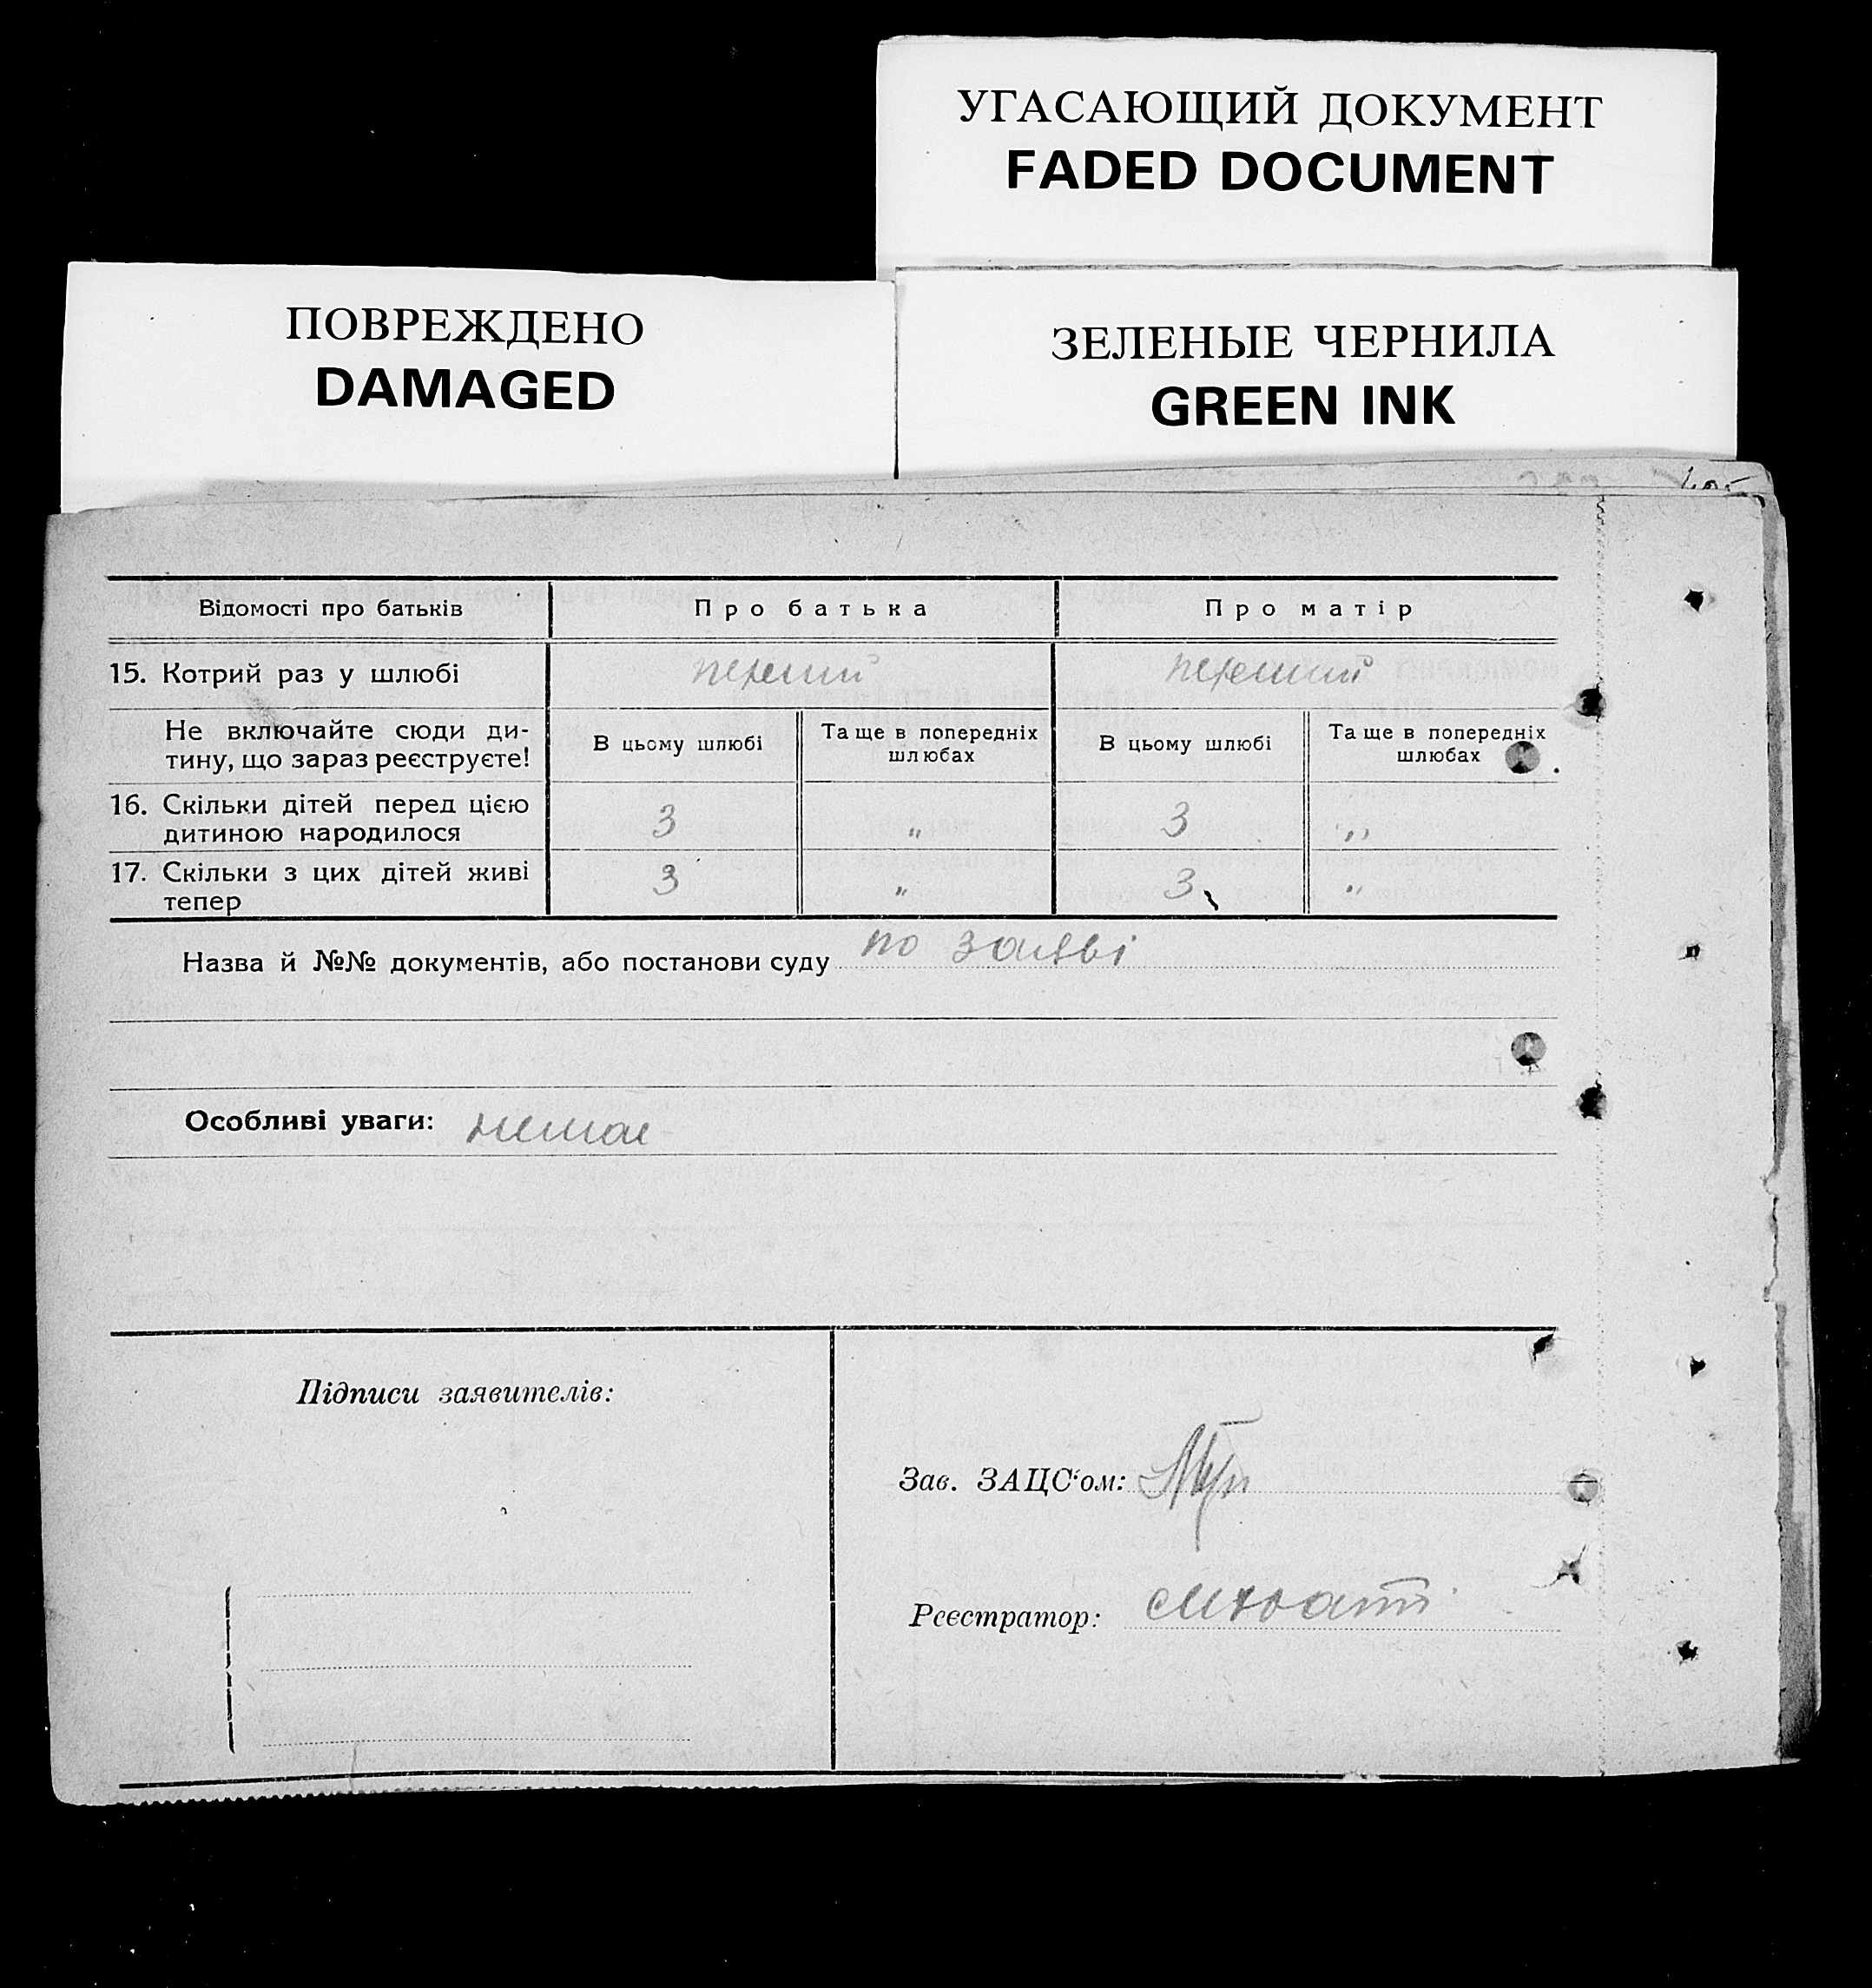 УГАСАЮЩИЙ ДОКУМЕНТ
FADED DOCUMENT
ПОВРЕЖДЕНО
DAMAGED
ЗЕЛЕНЫЕ ЧЕРНИЛА
GREEN INK
Відомості про батьків Про батька Про матір
15. Котрий раз у шлюбі перший перший
Не включайте сюди ди-
тину, що зараз реєструєте!
В цьому шлюбі
Та ще в попередніх
шлюбах
В цьому шлюбі
Та ще в попередніх
шлюбах
16. Скільки дітей перед цією
дитиною народилося
3 " 3 "
17. Скільки з цих дітей живі
тепер
3 " 3 "
Назва й №№ документів, або постанови суду по заяві
Особливі уваги: немає
Підписи заявителів:
Зав. ЗАЦС'ом:
Реєстратор: